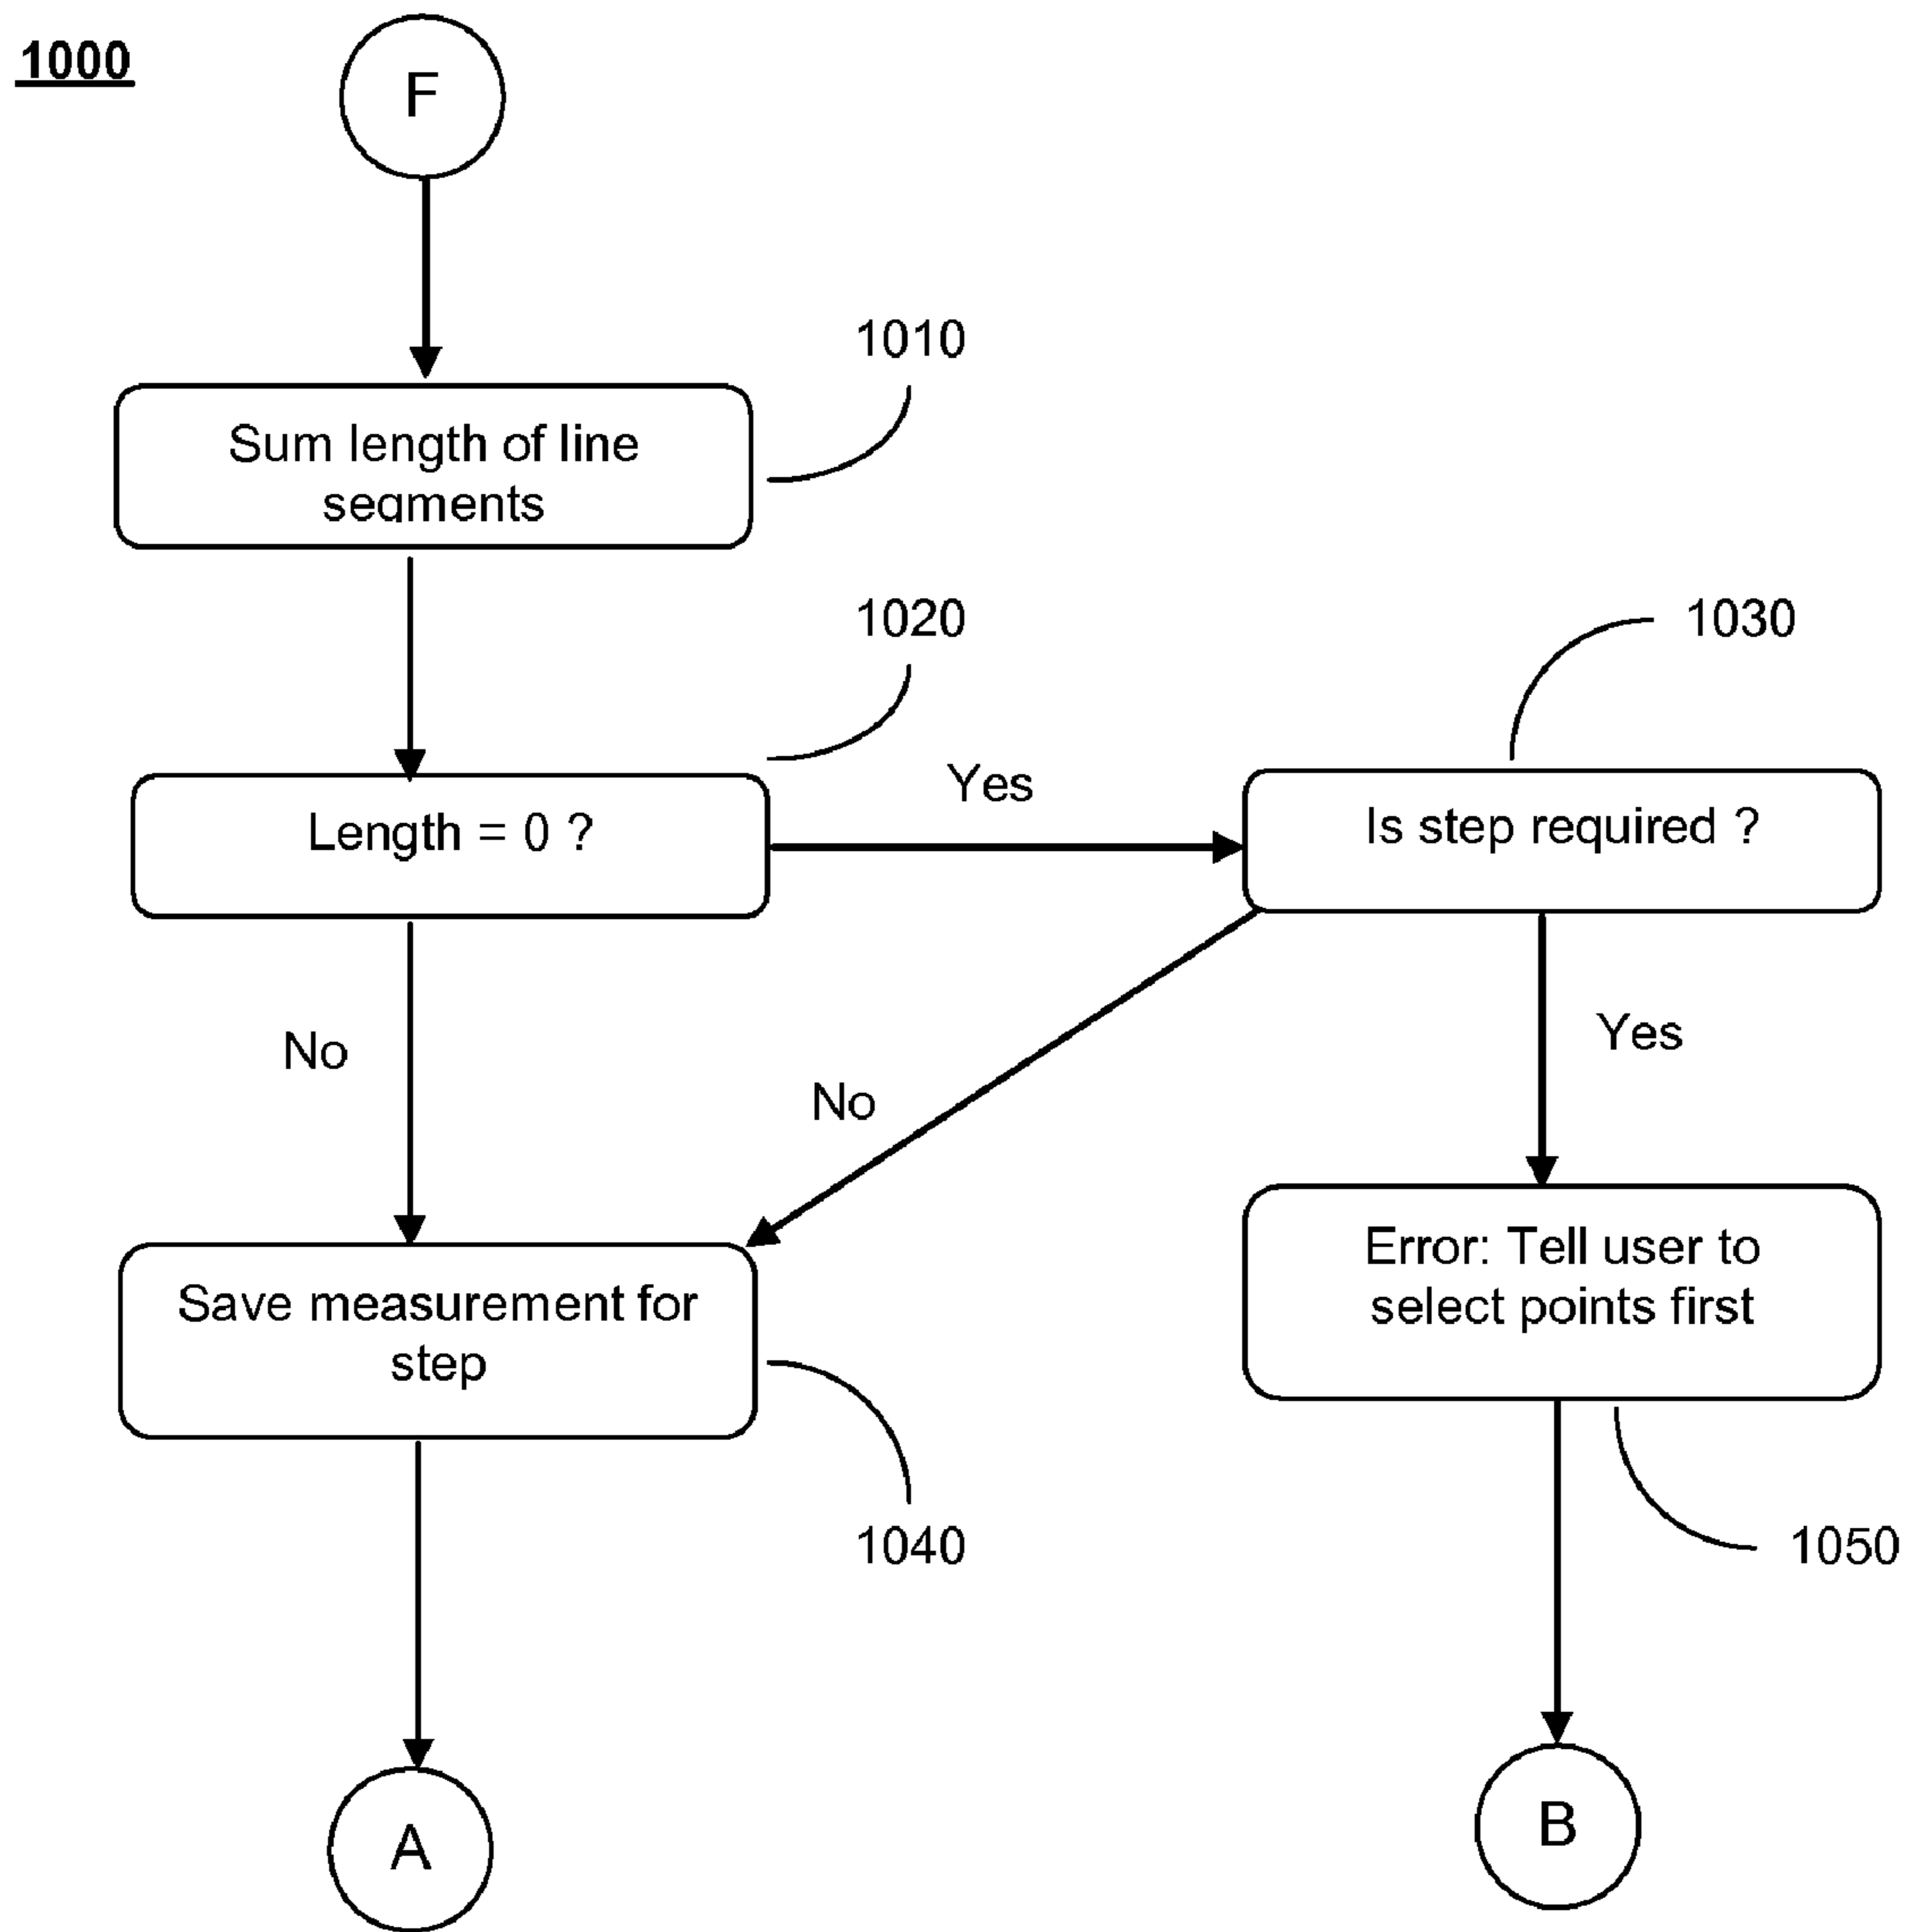 1000
F
1010
Sum length of line
segments
1020
1030
Yes
Length = 0 ?
Is step required ?
No
No
Yes
Save measurement for
step
Error: Tell user to
select points first
1040
1050
A
B